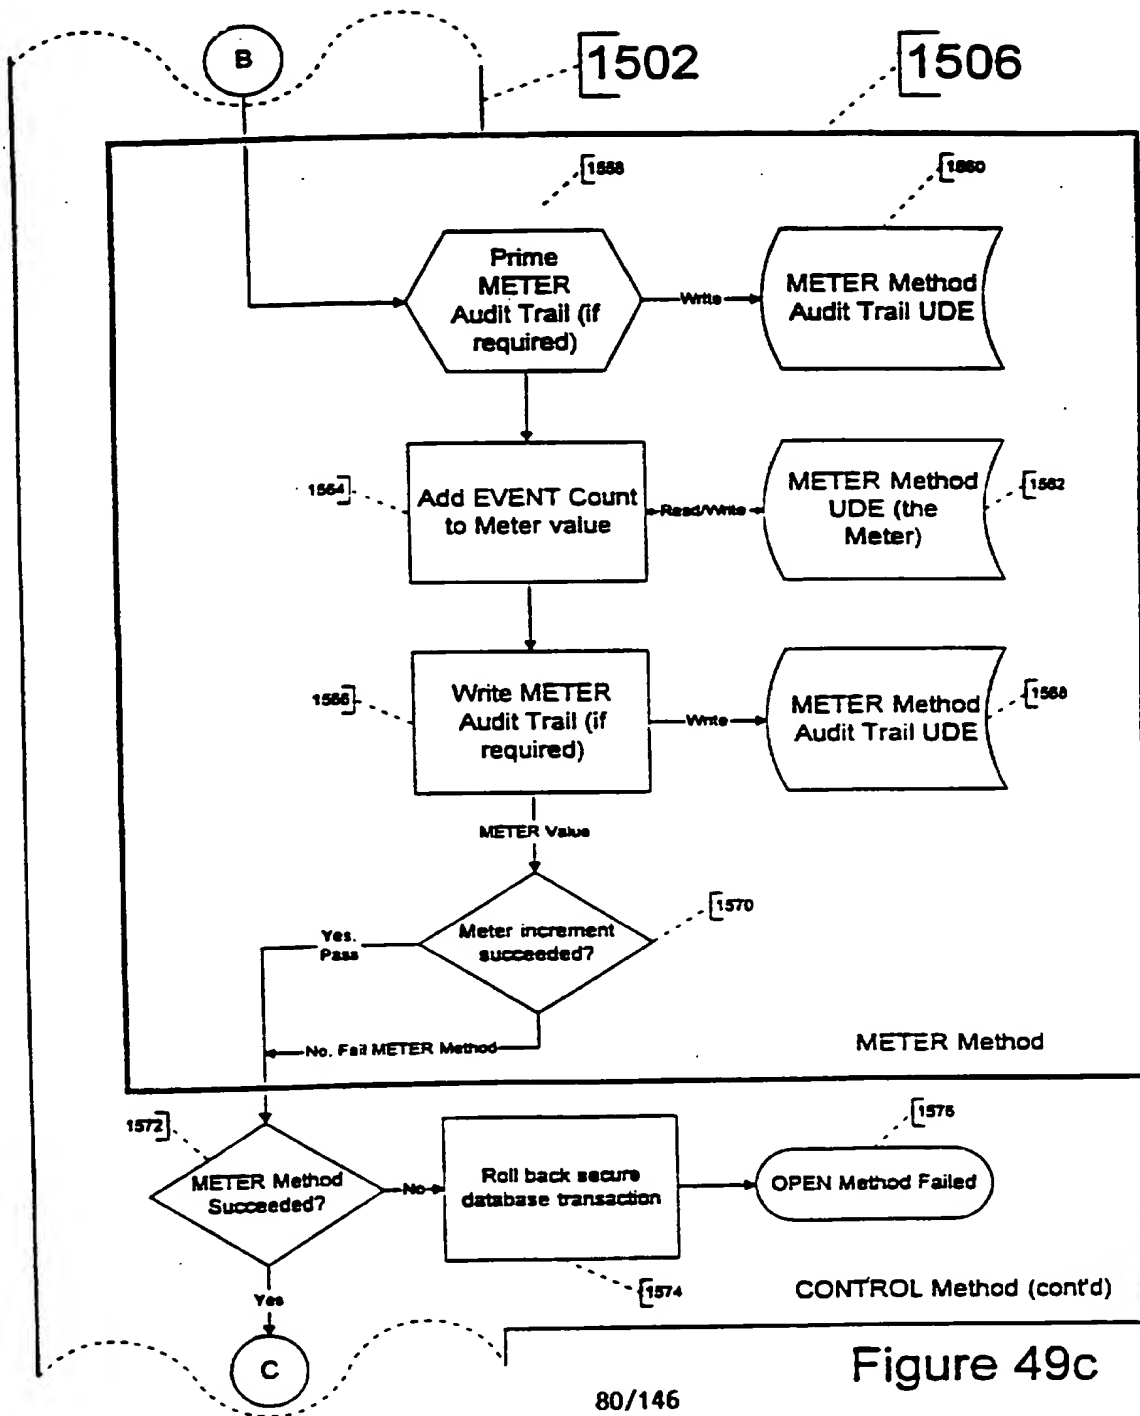 B
1502
1506
1558
1560
Prime
METER
Audit Trail (if
required)
Write
METER Method
Audit Trail UDE
1564
Add EVENT Count
to Meter value
Read/Write
METER Method
UDE (the
Meter)
1562
1566
Write METER
Audit Trail (if
required)
Write
METER Method
Audit Trail UDE
1568
METER Value
1570
Meter increment
succeeded?
Yes.
Pass
No. Fail METER Method
METER Method
1572
METER Method
Succeeded?
No
Roll back secure
database transaction
1576
OPEN Method Failed
1574
Yes
CONTROL Method (cont'd)
C
Figure 49c
80/146